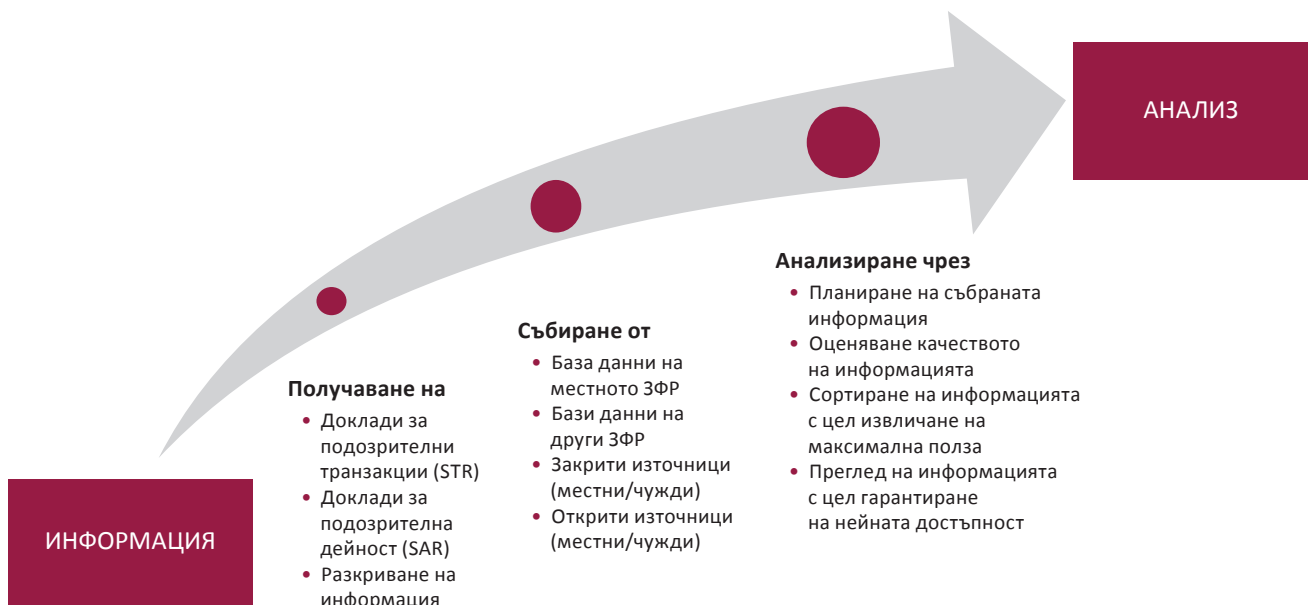 АНАЛИЗ
Анализиране чрез
• Планиране на събраната
информация
• Оценяване качеството
на информацията
• Сортиране на информацията
с цел извличане на
максимална полза
• Преглед на информацията
с цел гарантиране
на нейната достъпност
Събиране от
• База данни на
местното ЗФР
• Бази данни на
други ЗФР
• Закрити източници
(местни/чужди)
• Открити източници
(местни/чужди)
Получаване на
• Доклади за
подозрителни
транзакции (STR)
• Доклади за
подозрителна
дейност (SAR)
• Разкриване на
информация
ИНФОРМАЦИЯ